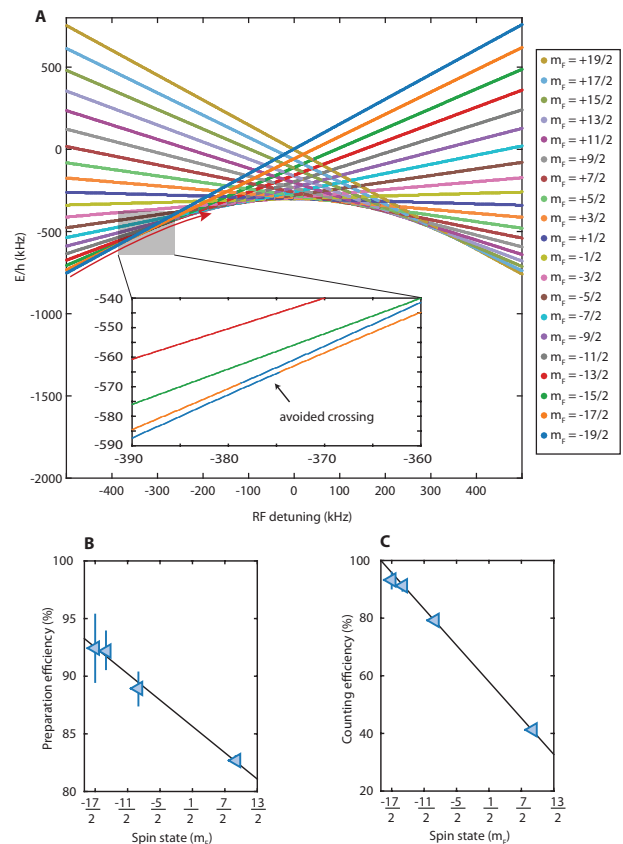 A
500
0
-500
-1000
-1500
-2000
E/h (kHz)
-400 -300 -200 -100 0 100 200 300 400
RF detuning (kHz)
-540
-550
-560
-570
-580
-590
-390 -380 -370 -360
avoided crossing
mF = +19/2
mF = +17/2
mF = +15/2
mF = +13/2
mF = +11/2
mF = +9/2
mF = +7/2
mF = +5/2
mF = +3/2
mF = +1/2
mF = -1/2
mF = -3/2
mF = -5/2
mF = -7/2
mF = -9/2
mF = -11/2
mF = -13/2
mF = -15/2
mF = -17/2
mF = -19/2
B
100
95
90
85
80
Preparation efficiency (%)
-17/2 -11/2 -5/2 1/2 7/2 13/2
Spin state (mF)
C
100
80
60
40
20
Counting efficiency (%)
-17/2 -11/2 -5/2 1/2 7/2 13/2
Spin state (mF)